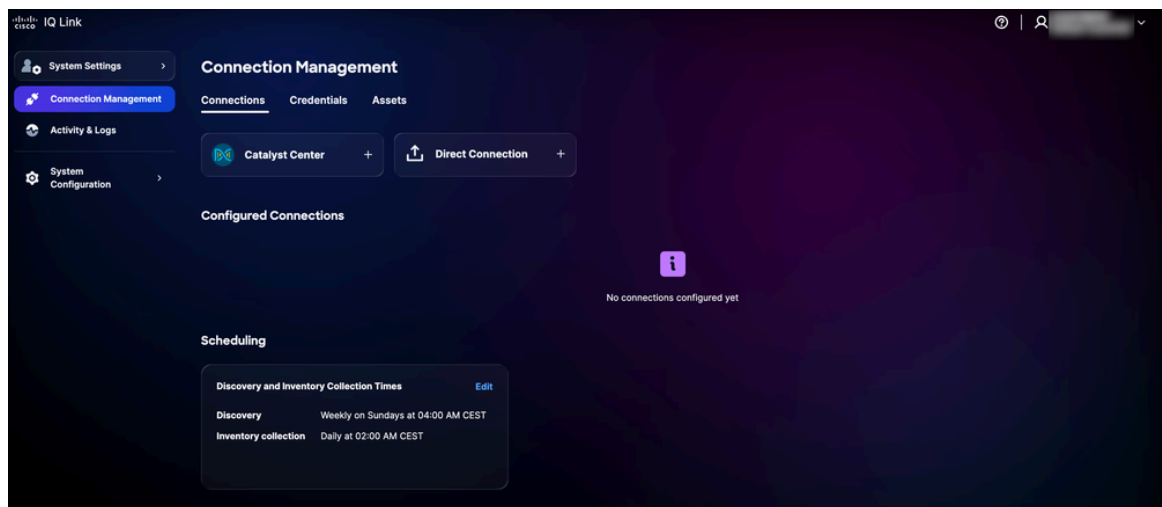 cisco IQ Link
System Settings
Connection Management
Activity & Logs
System
Configuration
Connection Management
Connections Credentials Assets
Catalyst Center +
Direct Connection +
Configured Connections
i
No connections configured yet
Scheduling
Discovery and Inventory Collection Times Edit
Discovery Weekly on Sundays at 04:00 AM CEST
Inventory collection Daily at 02:00 AM CEST